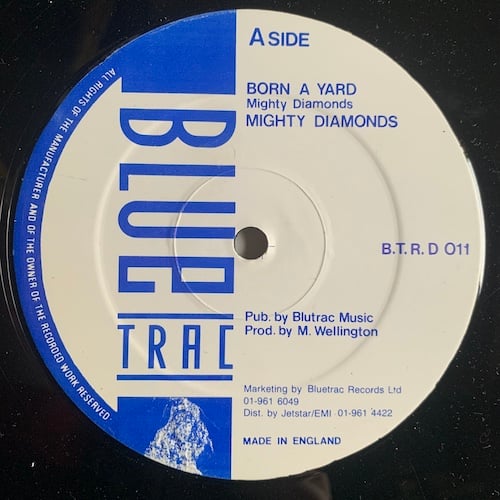 A SIDE
BORN A YARD
Mighty Diamonds
MIGHTY DIAMONDS
BLUE
TRAC
B.T.R.D 011
Pub. by Blutrac Music
Prod. by M. Wellington
Marketing by Bluetrac Records Ltd
01-961 6049
Dist. by Jetstar/EMI 01-961 4422
MADE IN ENGLAND
ALL RIGHTS OF THE MANUFACTURER AND OF THE OWNER OF THE RECORDED WORK RESERVED